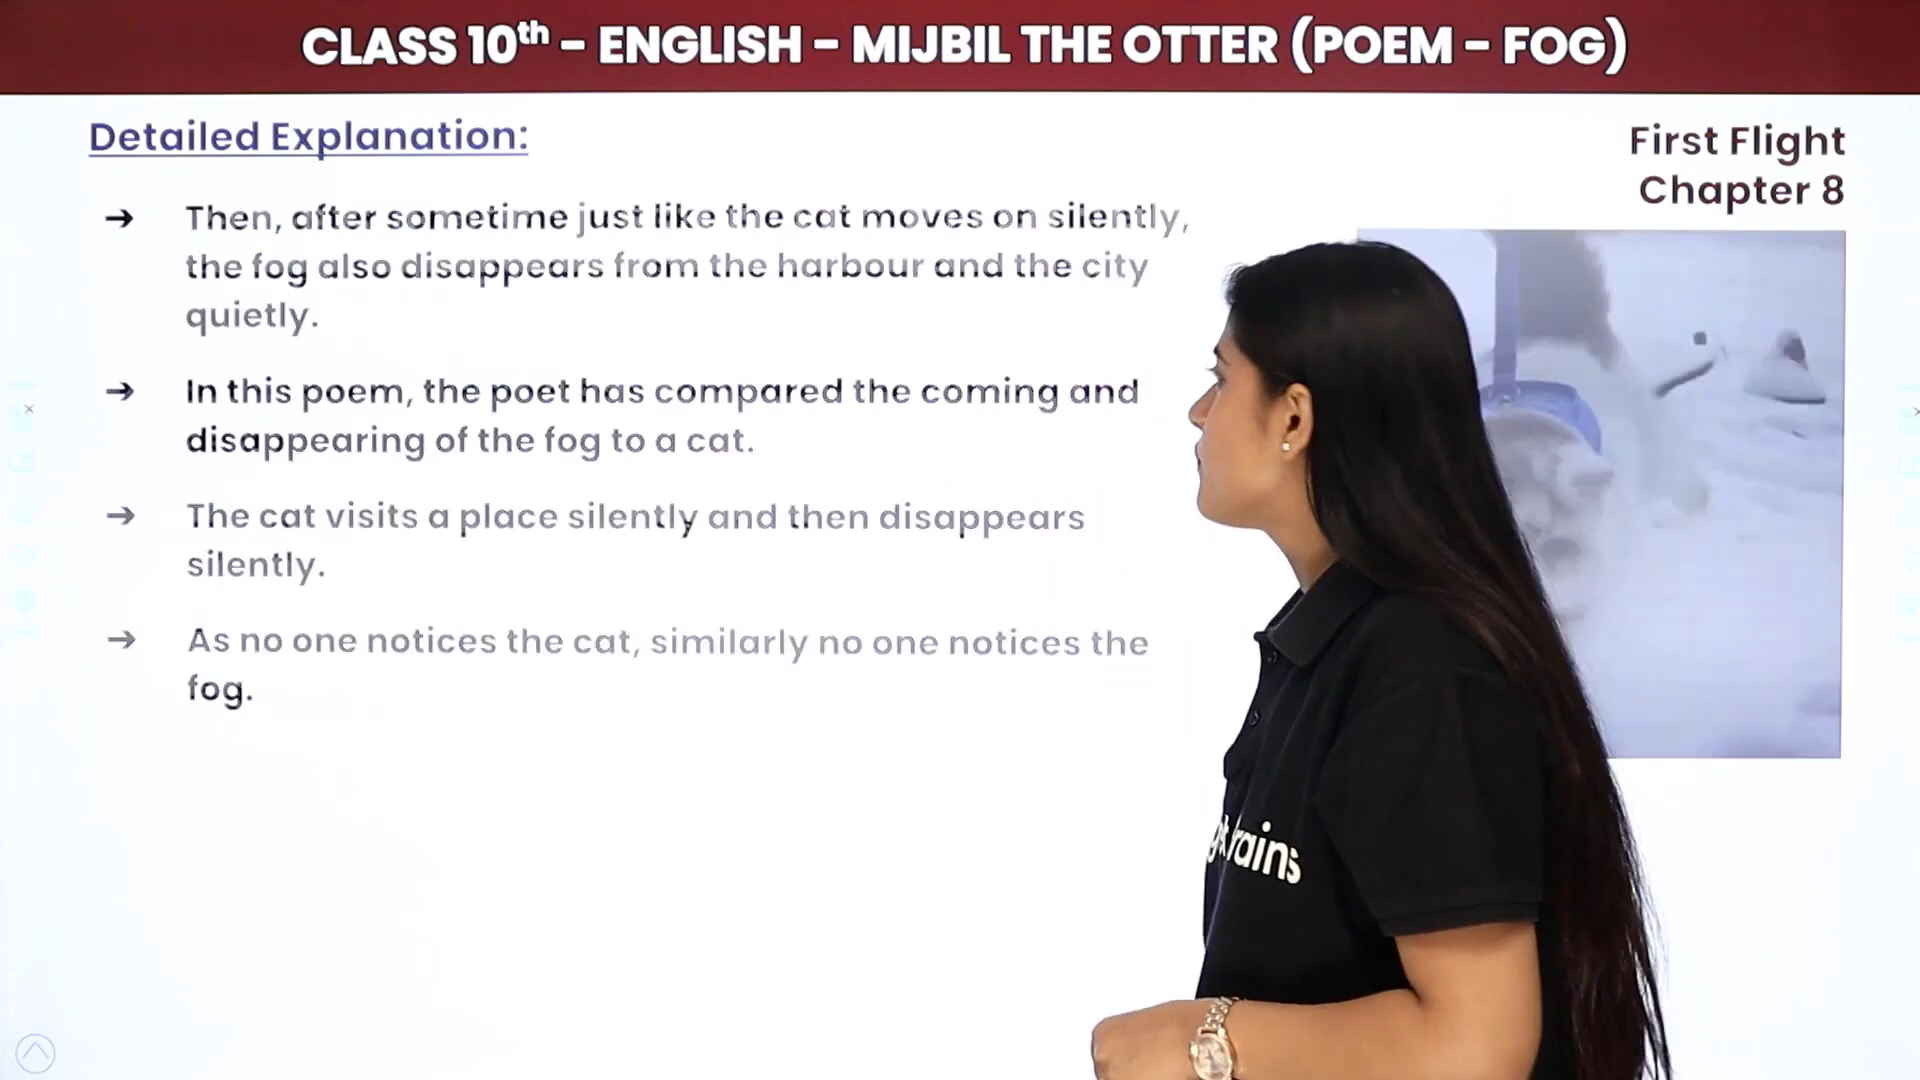 CLASS 10th - ENGLISH - MIJBIL THE OTTER (POEM - FOG)
Detailed Explanation:
First Flight
Chapter 8
→ Then, after sometime just like the cat moves on silently,
the fog also disappears from the harbour and the city
quietly.
→ In this poem, the poet has compared the coming and
disappearing of the fog to a cat.
→ The cat visits a place silently and then disappears
silently.
→ As no one notices the cat, similarly no one notices the
fog.